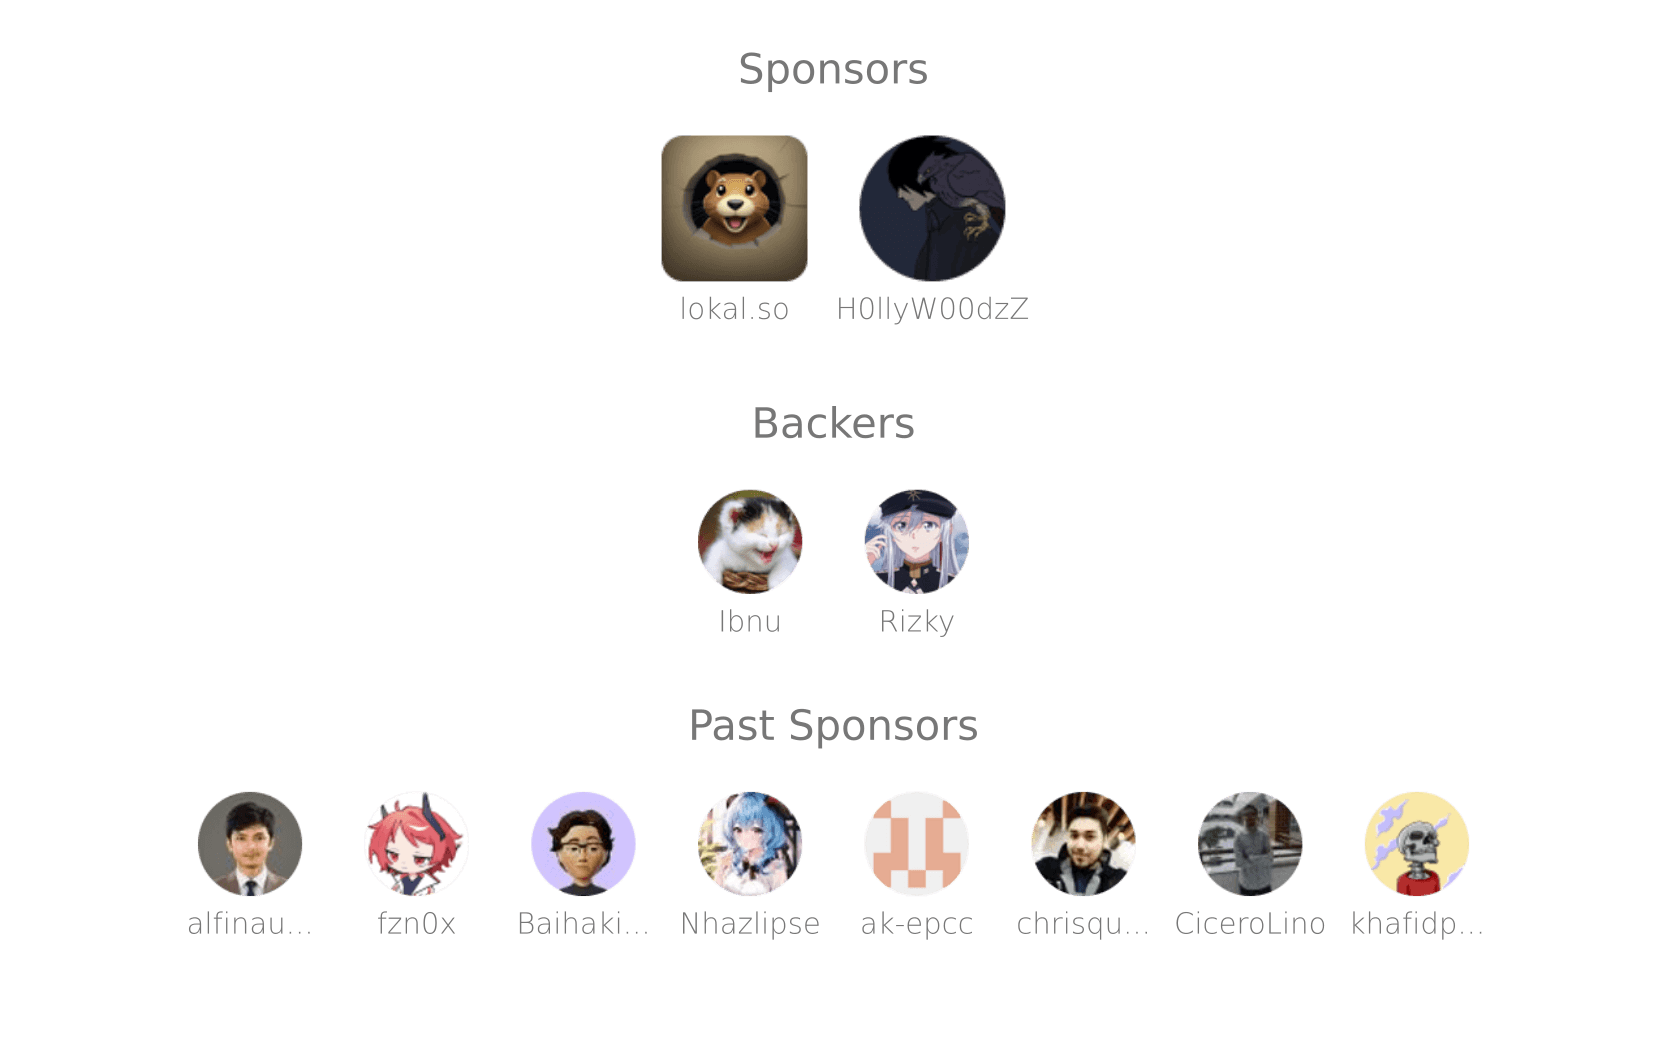 Sponsors
lokal.so H0llyW00dzZ
Backers
Ibnu Rizky
Past Sponsors
alfinau... fzn0x Baihaki... Nhazlipse ak-epcc chrisqu... CiceroLino khafidp...